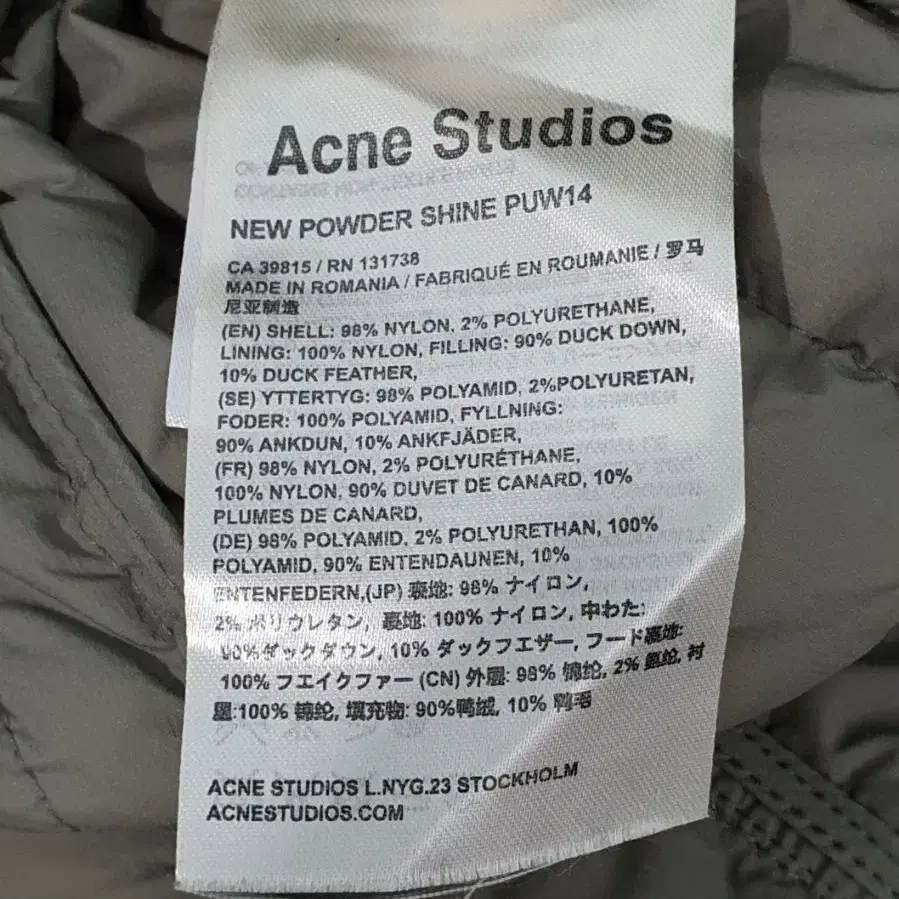 Acne Studios
NEW POWDER SHINE PUW14
CA 39815 / RN 131738
MADE IN ROMANIA / FABRIQUÉ EN ROUMANIE / 罗马
尼亚制造
(EN) SHELL: 98% NYLON, 2% POLYURETHANE,
LINING: 100% NYLON, FILLING: 90% DUCK DOWN,
10% DUCK FEATHER,
(SE) YTTERTYG: 98% POLYAMID, 2%POLYURETAN,
FODER: 100% POLYAMID, FYLLNING:
90% ANKDUN, 10% ANKFJÄDER,
(FR) 98% NYLON, 2% POLYURÉTHANE,
100% NYLON, 90% DUVET DE CANARD, 10%
PLUMES DE CANARD,
(DE) 98% POLYAMID, 2% POLYURETHAN, 100%
POLYAMID, 90% ENTENDAUNEN, 10%
ENTENFEDERN,(JP) 表地: 98% ナイロン,
2% ポリウレタン, 裏地: 100% ナイロン, 中わた:
90%ダックダウン, 10% ダックフエザー, フード裏地:
100% フエイクファー (CN) 外层: 98% 锦纶, 2% 氨纶, 衬
里:100% 锦纶, 填充物: 90%鸭绒, 10% 鸭毛
ACNE STUDIOS L.NYG.23 STOCKHOLM
ACNESTUDIOS.COM